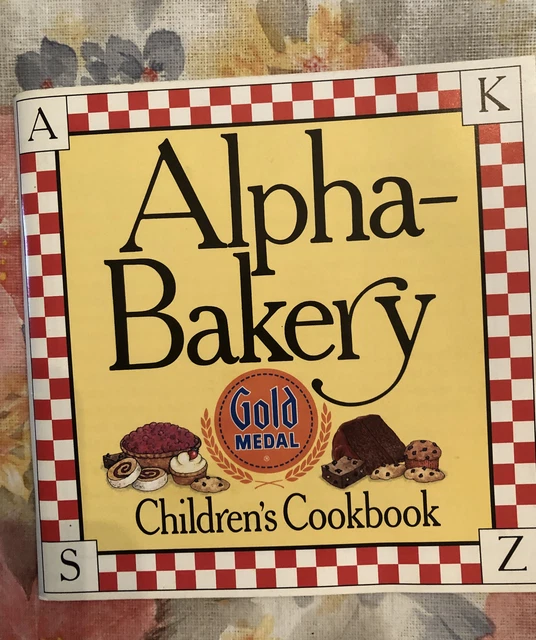 A
K
Alpha-
Bakery
Gold
MEDAL
®
Children's Cookbook
S
Z